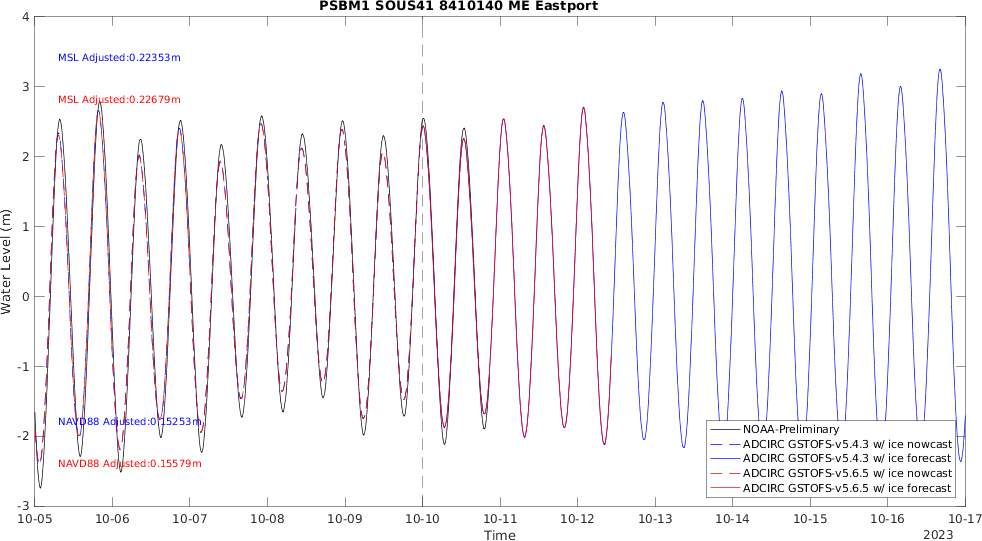 PSBM1 SOUS41 8410140 ME Eastport
4
3
2
1
0
-1
-2
-3
Water Level (m)
MSL Adjusted:0.22353m
MSL Adjusted:0.22679m
NAVD88 Adjusted:0.15253m
NAVD88 Adjusted:0.15579m
NOAA-Preliminary
ADCIRC GSTOFS-v5.4.3 w/ ice nowcast
ADCIRC GSTOFS-v5.4.3 w/ ice forecast
ADCIRC GSTOFS-v5.6.5 w/ ice nowcast
ADCIRC GSTOFS-v5.6.5 w/ ice forecast
10-05 10-06 10-07 10-08 10-09 10-10 10-11 10-12 10-13 10-14 10-15 10-16 10-17
Time
2023